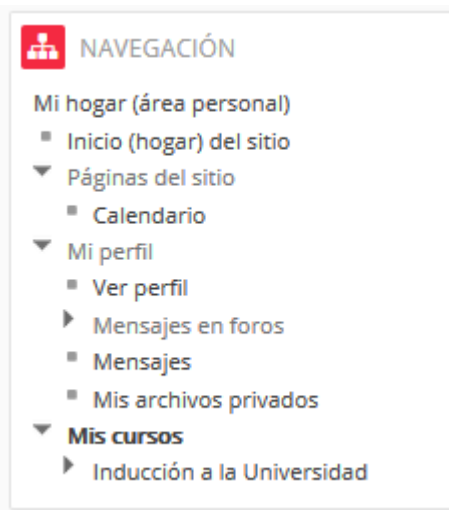 NAVEGACIÓN
Mi hogar (área personal)
Inicio (hogar) del sitio
Páginas del sitio
Calendario
Mi perfil
Ver perfil
Mensajes en foros
Mensajes
Mis archivos privados
Mis cursos
Inducción a la Universidad